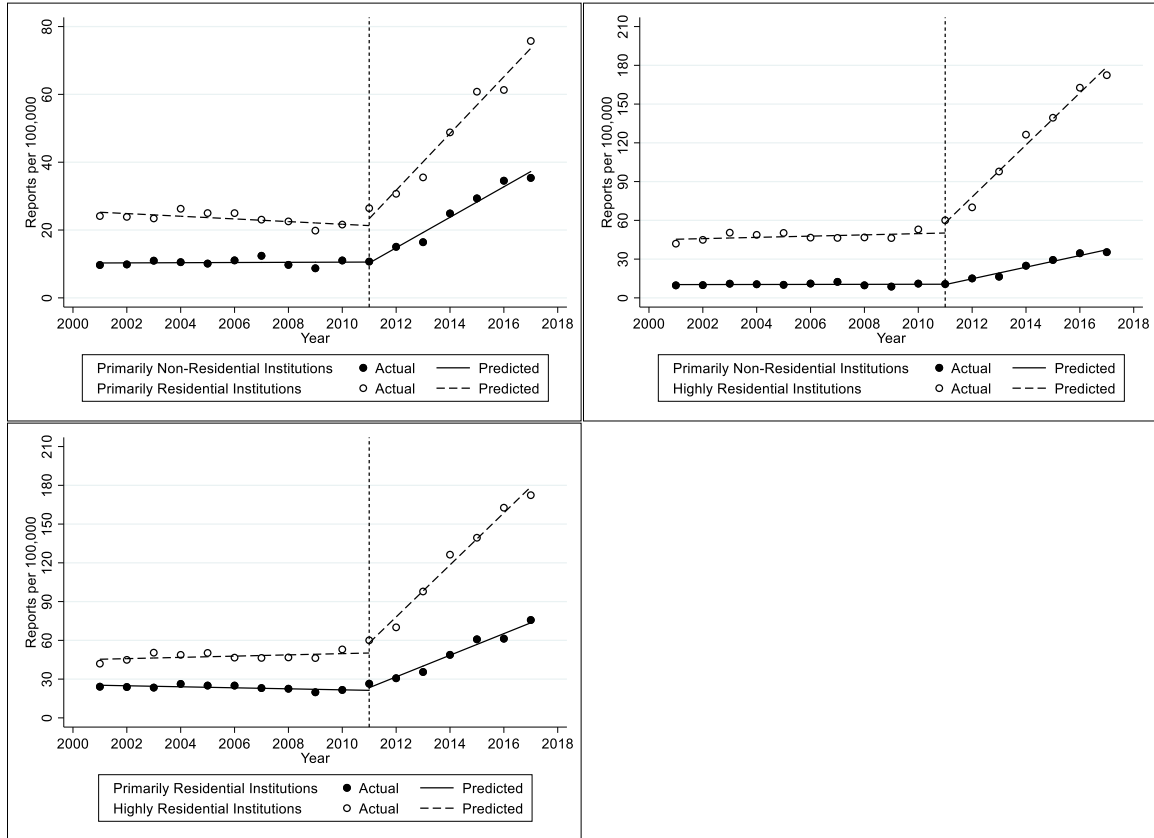 80
60
40
20
0
Reports per 100,000
2000 2002 2004 2006 2008 2010 2012 2014 2016 2018
Year
Primarily Non-Residential Institutions Actual Predicted
Primarily Residential Institutions Actual Predicted
210
180
150
120
90
60
30
0
Reports per 100,000
2000 2002 2004 2006 2008 2010 2012 2014 2016 2018
Year
Primarily Non-Residential Institutions Actual Predicted
Highly Residential Institutions Actual Predicted
210
180
150
120
90
60
30
0
Reports per 100,000
2000 2002 2004 2006 2008 2010 2012 2014 2016 2018
Year
Primarily Residential Institutions Actual Predicted
Highly Residential Institutions Actual Predicted